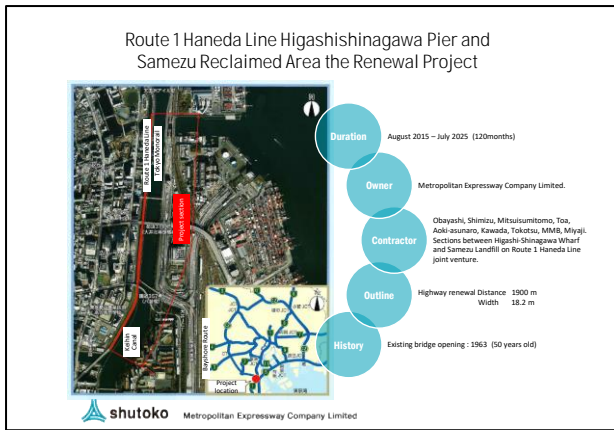 Route 1 Haneda Line Higashishinagawa Pier and
Samezu Reclaimed Area the Renewal Project
Route 1 Haneda Line
Tokyo Monorail
Project section
Keihin
Canal
Bayshore Route
Project
location
Duration
August 2015 – July 2025 (120months)
Owner
Metropolitan Expressway Company Limited.
Contractor
Obayashi, Shimizu, Mitsuisumitomo, Toa,
Aoki-asunaro, Kawada, Tokotsu, MMB, Miyaji.
Sections between Higashi-Shinagawa Wharf
and Samezu Landfill on Route 1 Haneda Line
joint venture.
Outline
Highway renewal Distance 1900 m
Width 18.2 m
History
Existing bridge opening : 1963 (50 years old)
shutoko Metropolitan Expressway Company Limited